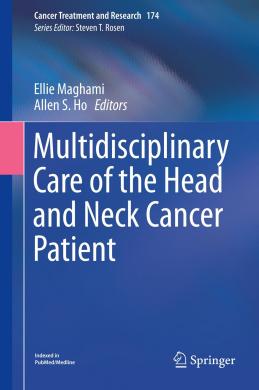 Cancer Treatment and Research 174
Series Editor: Steven T. Rosen
Ellie Maghami
Allen S. Ho Editors
Multidisciplinary
Care of the Head
and Neck Cancer
Patient
Indexed in
PubMed/Medline
Springer